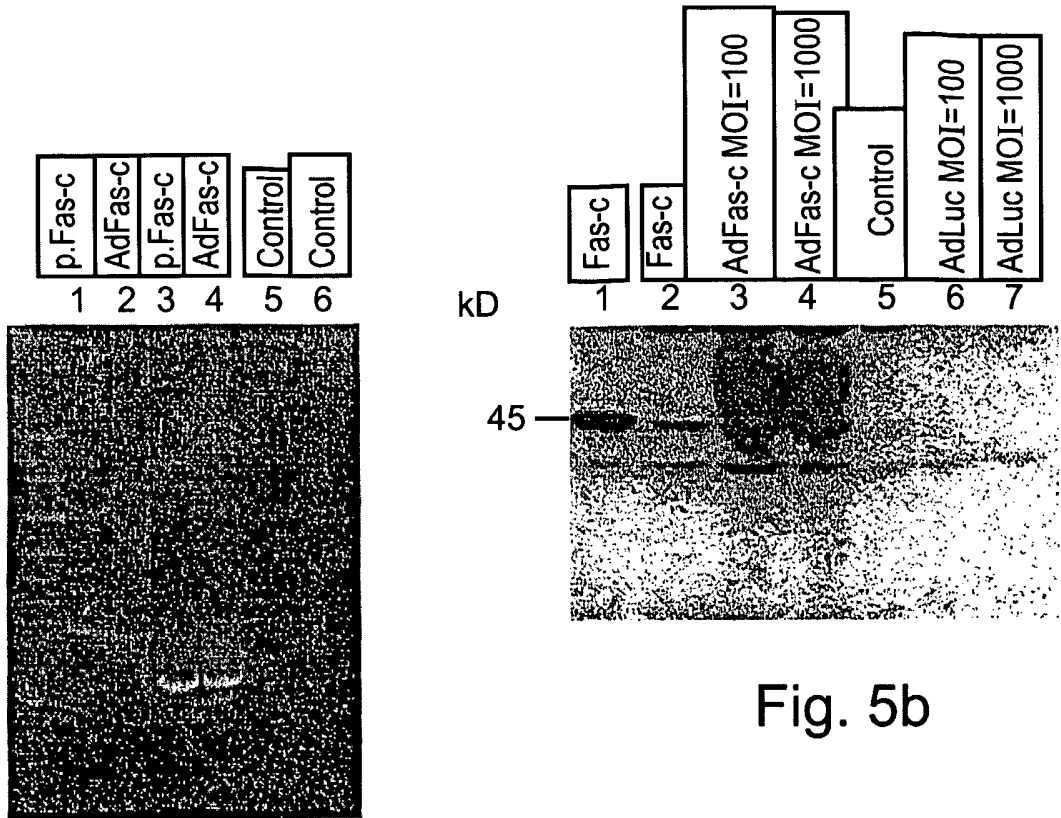 p.Fas-c
AdFas-c
p.Fas-c
AdFas-c
Control
Control
1 2 3 4 5 6
kD
Fas-c
Fas-c
AdFas-c MOI=100
AdFas-c MOI=1000
Control
AdLuc MOI=100
AdLuc MOI=1000
1 2 3 4 5 6 7
45
Fig. 5b